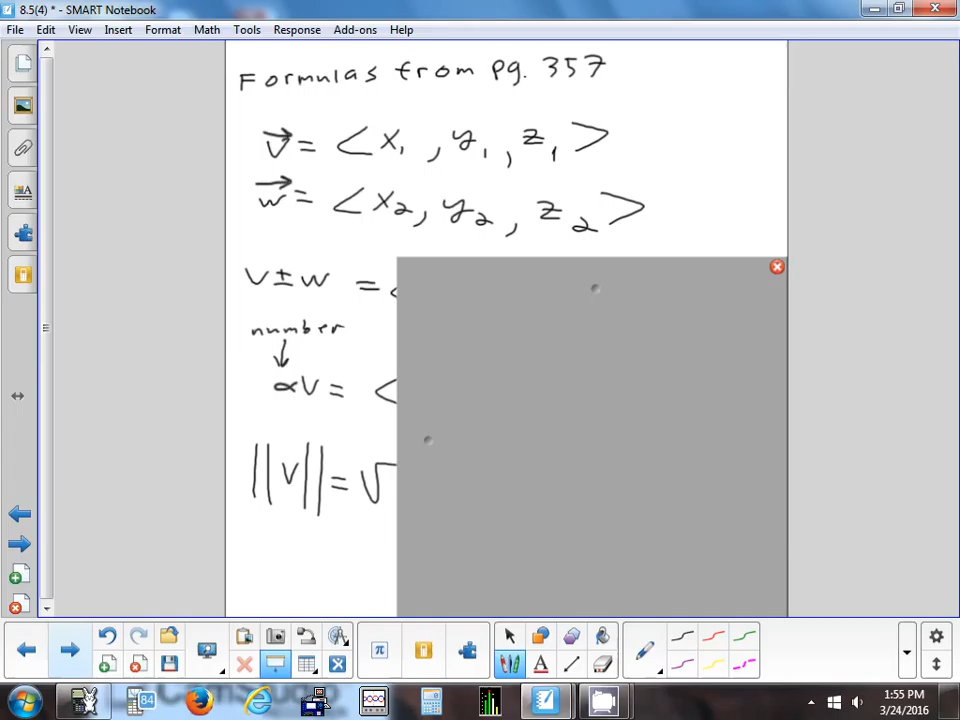 8.5(4) * - SMART Notebook
File Edit View Insert Format Math Tools Response Add-ons Help
Formulas from pg. 357
v⃗ = <x₁, y₁, z₁>
w⃗ = <x₂, y₂, z₂>
v ± w = <
number
↓
αv = <
||v|| = √
1:55 PM
3/24/2016
84